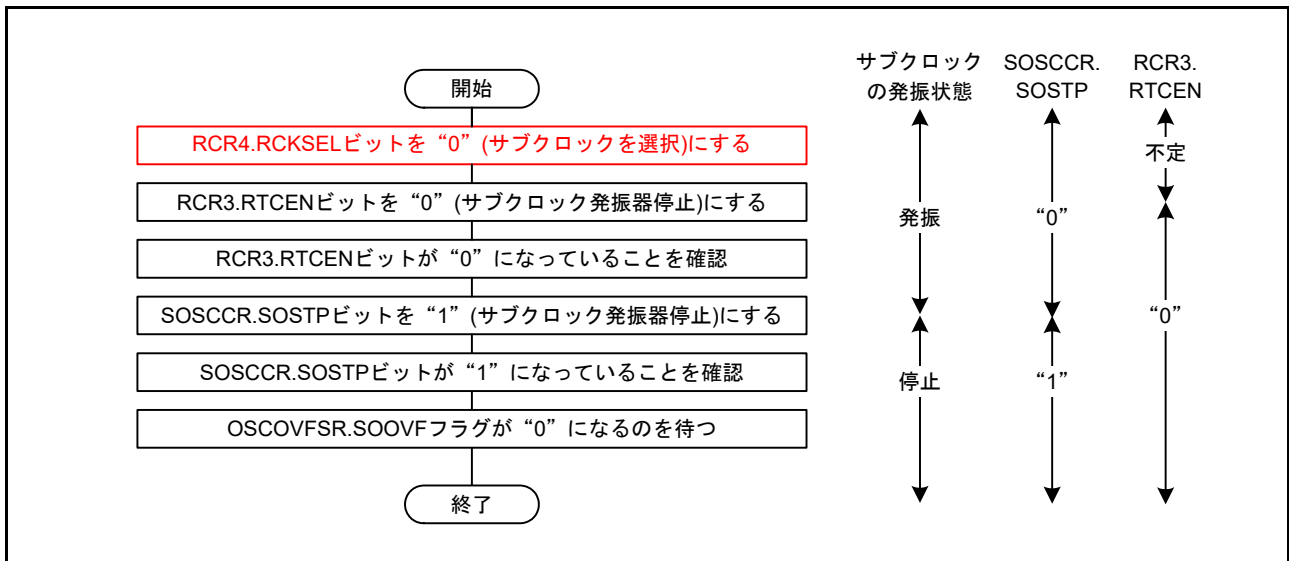 開始
RCR4.RCKSELビットを“0”(サブクロックを選択)にする
RCR3.RTCENビットを“0”(サブクロック発振器停止)にする
RCR3.RTCENビットが“0”になっていることを確認
SOSCCR.SOSTPビットを“1”(サブクロック発振器停止)にする
SOSCCR.SOSTPビットが“1”になっていることを確認
OSCOVFSR.SOOVFフラグが“0”になるのを待つ
終了
サブクロック
の発振状態
発振
停止
SOSCCR.
SOSTP
“0”
“1”
RCR3.
RTCEN
不定
“0”